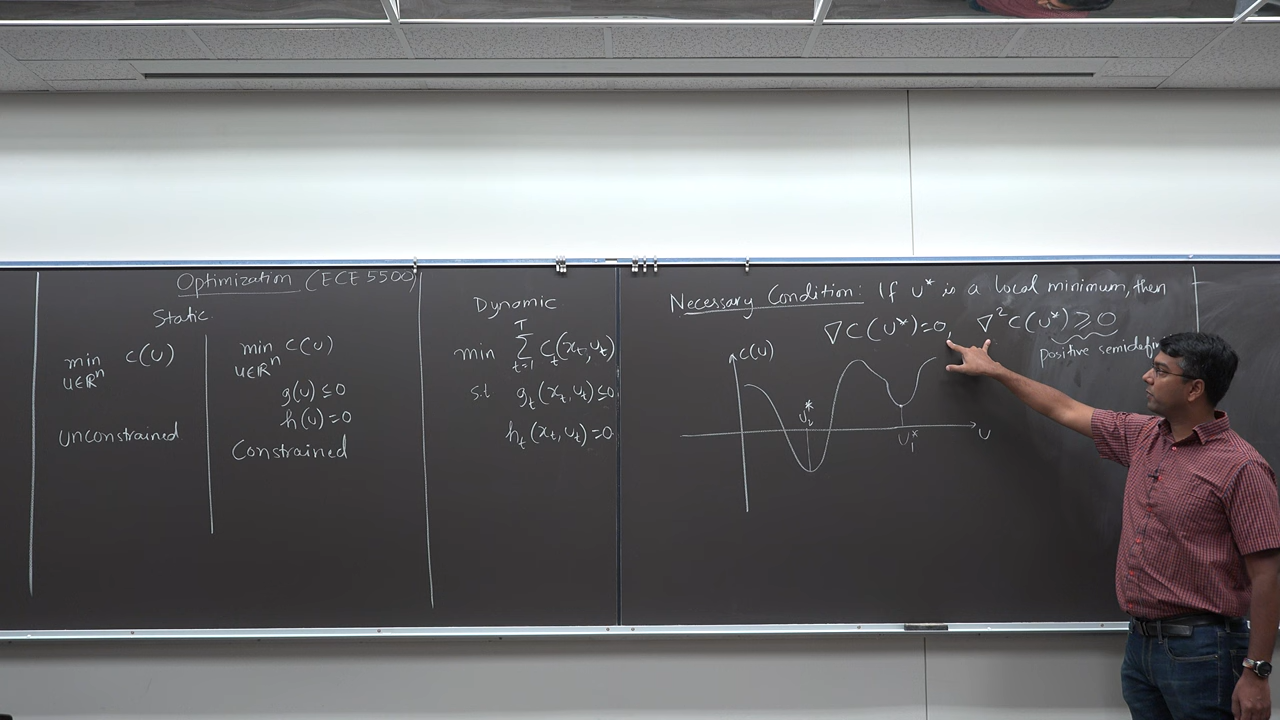 Optimization (ECE 5500)
Static
min C(U)
U∈Rⁿ
Unconstrained
min C(U)
U∈Rⁿ
g(U) ≤ 0
h(U) = 0
Constrained
Dynamic
min Σ_{t=1}^{T} C_t(x_t, u_t)
s.t g_t(x_t, u_t) ≤ 0
h_t(x_t, u_t) = 0
Necessary Condition: If U* is a local minimum, then
∇C(U*) = 0, ∇²C(U*) ≥ 0
C(U)
U₂*
U₁*
U